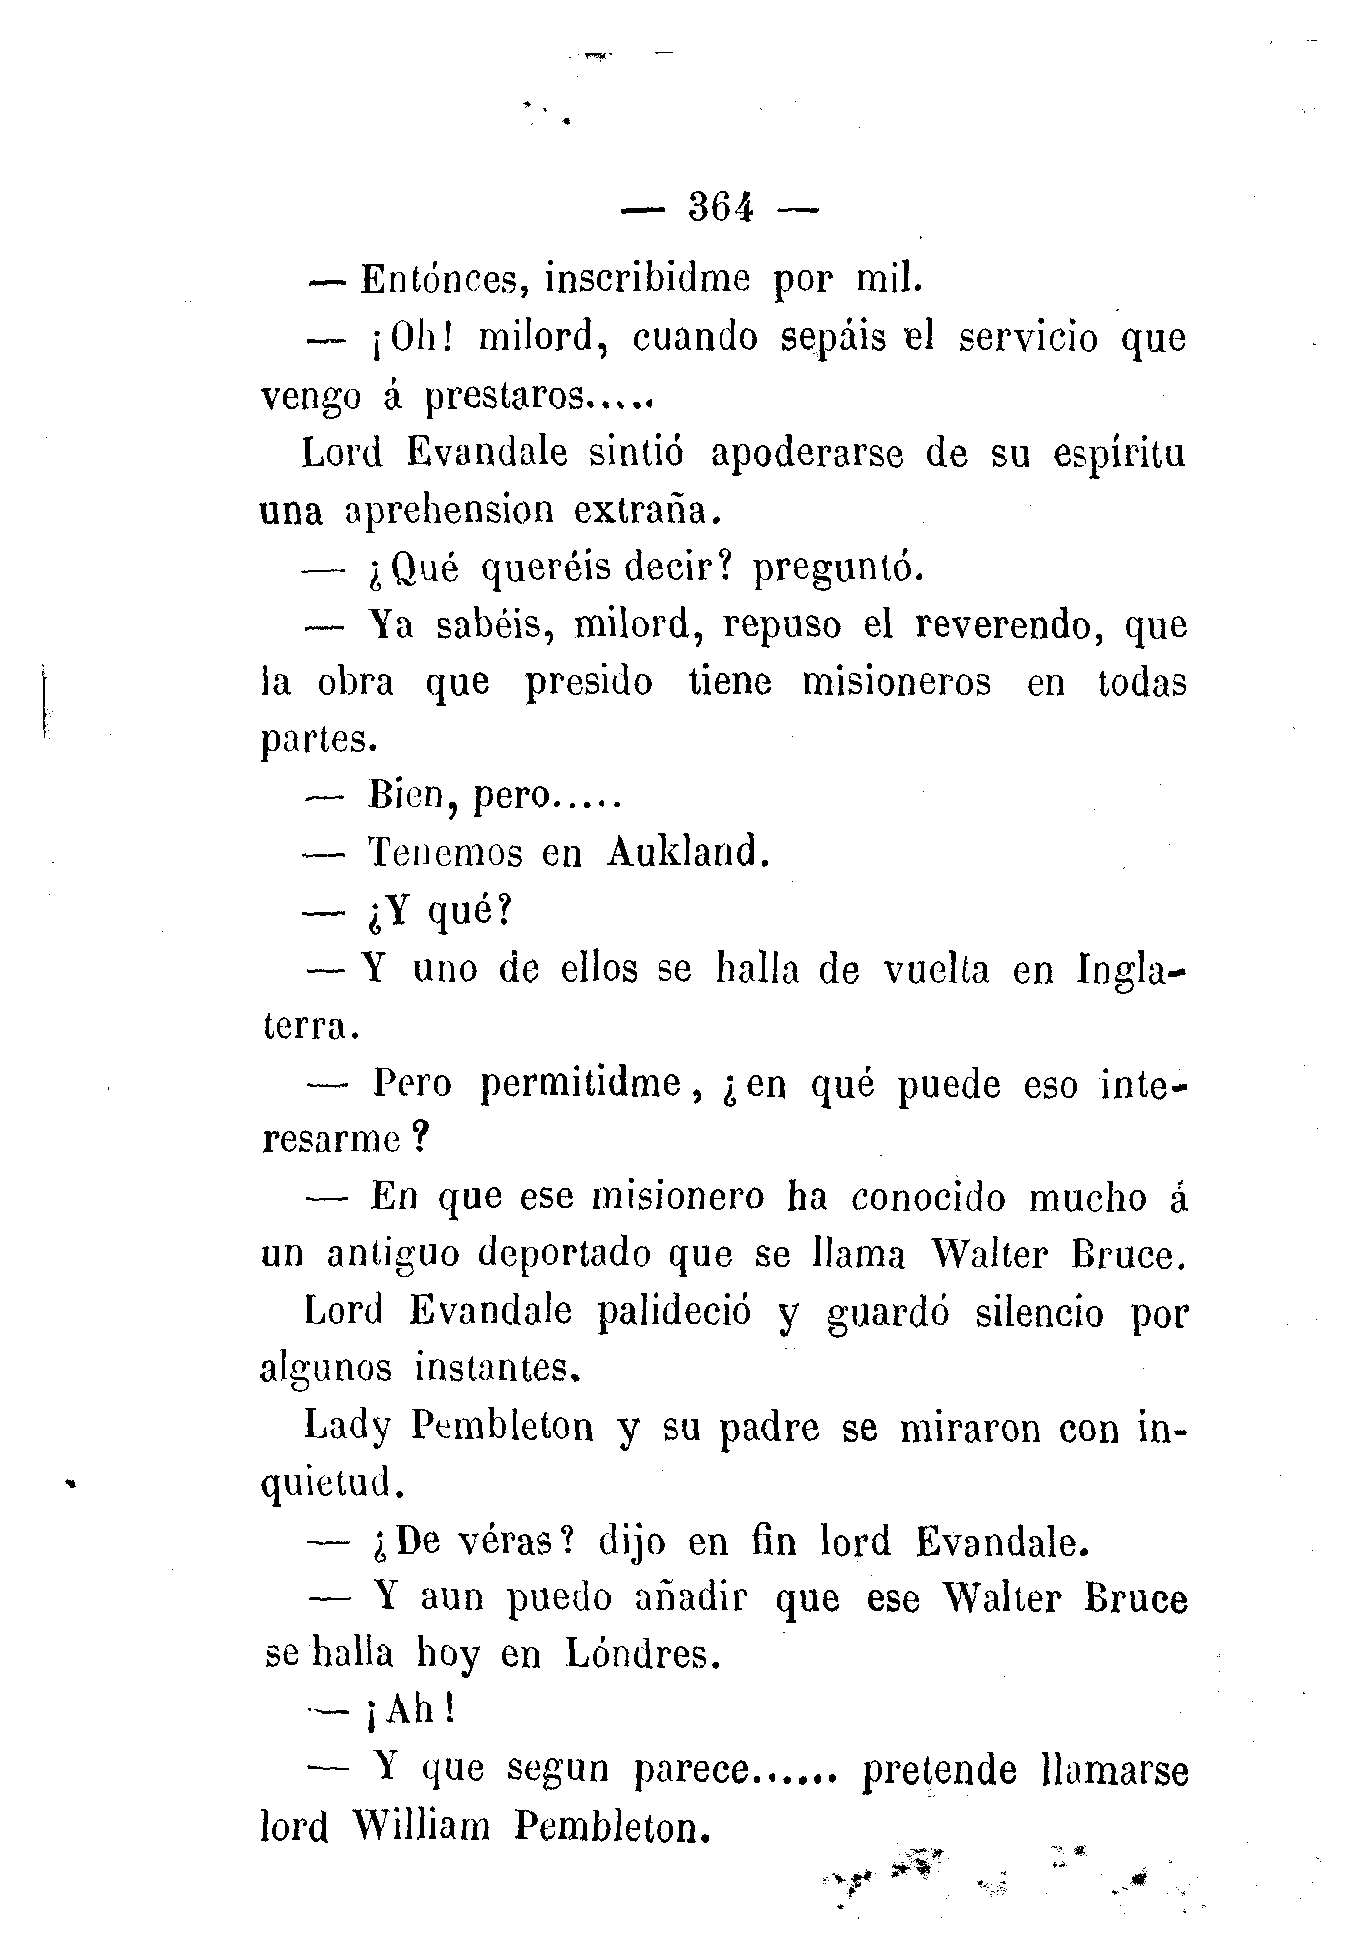 — 364 —
— Entónces, inscribidme por mil.
— ¡Oh! milord, cuando sepáis el servicio que
vengo á prestaros.....
Lord Evandale sintió apoderarse de su espíritu
una aprehension extraña.
— ¿Qué queréis decir? preguntó.
— Ya sabéis, milord, repuso el reverendo, que
la obra que presido tiene misioneros en todas
partes.
— Bien, pero.....
— Tenemos en Aukland.
— ¿Y qué?
— Y uno de ellos se halla de vuelta en Ingla-
terra.
— Pero permitidme, ¿en qué puede eso inte-
resarme?
— En que ese misionero ha conocido mucho á
un antiguo deportado que se llama Walter Bruce.
Lord Evandale palideció y guardó silencio por
algunos instantes.
Lady Pembleton y su padre se miraron con in-
quietud.
— ¿De véras? dijo en fin lord Evandale.
— Y aun puedo añadir que ese Walter Bruce
se halla hoy en Lóndres.
— ¡Ah!
— Y que segun parece...... pretende llamarse
lord William Pembleton.